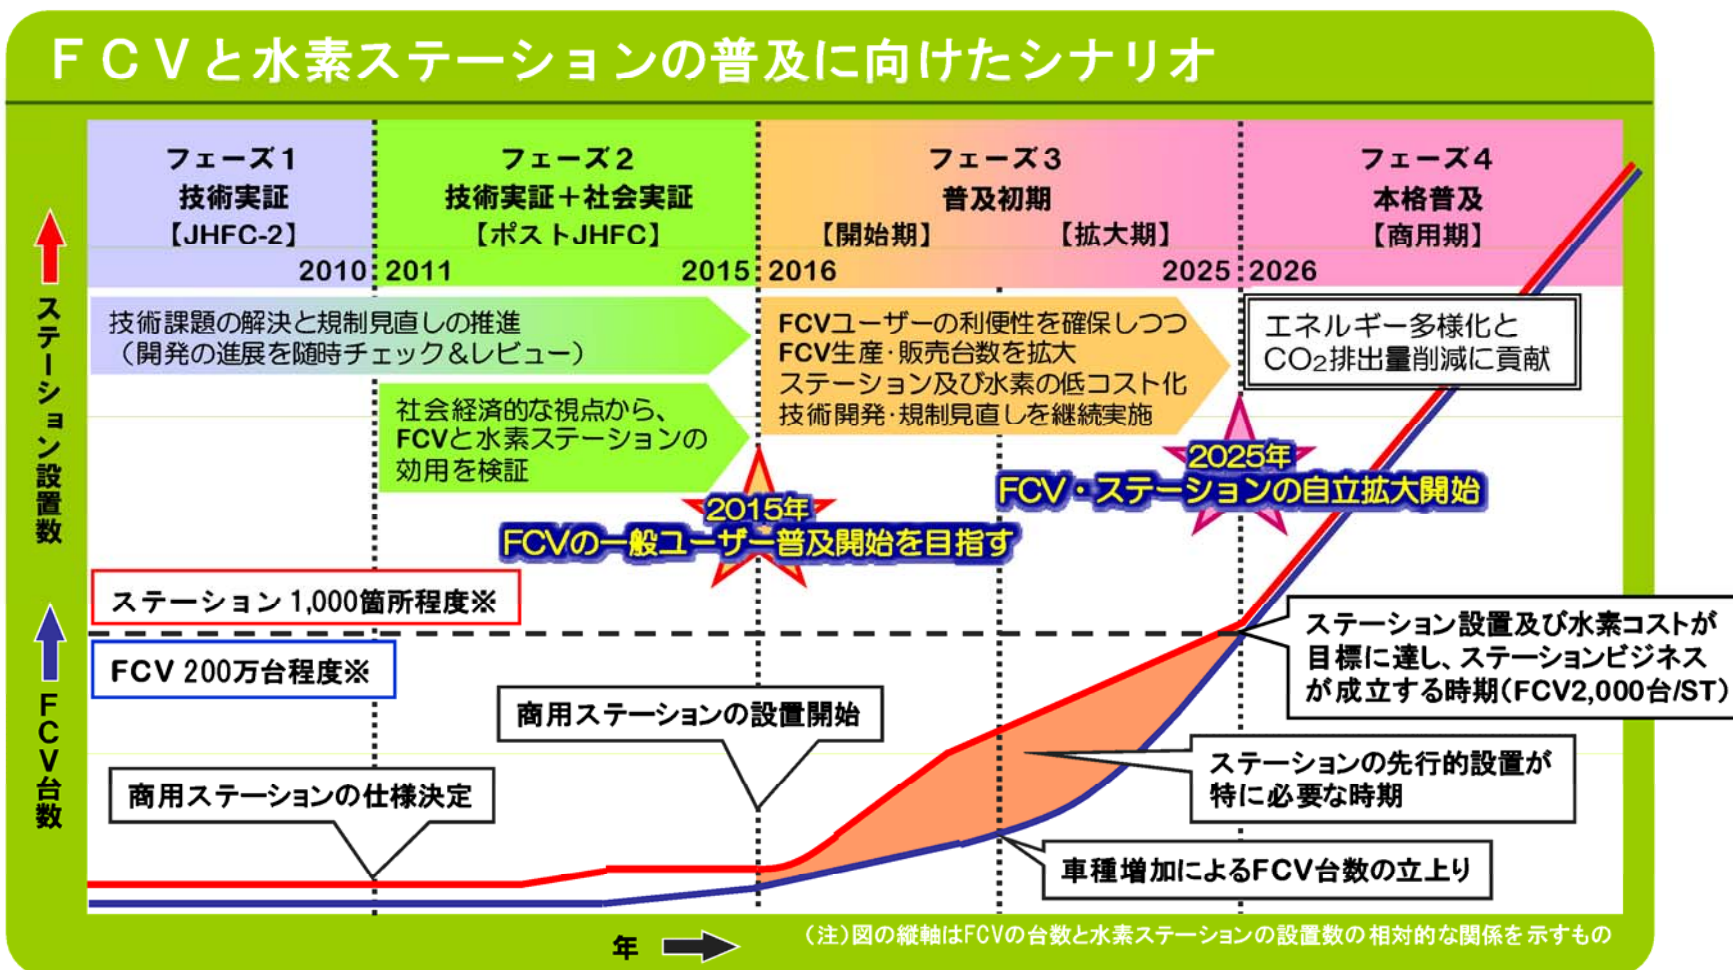 FCVと水素ステーションの普及に向けたシナリオ
フェーズ1
技術実証
【JHFC-2】
2010
フェーズ2
技術実証＋社会実証
【ポストJHFC】
2011
2015
フェーズ3
普及初期
【開始期】
【拡大期】
2016
2025
フェーズ4
本格普及
【商用期】
2026
ステーション設置数
FCV台数
技術課題の解決と規制見直しの推進
（開発の進展を随時チェック＆レビュー）
社会経済的な視点から、
FCVと水素ステーションの
効用を検証
FCVユーザーの利便性を確保しつつ
FCV生産・販売台数を拡大
ステーション及び水素の低コスト化
技術開発・規制見直しを継続実施
エネルギー多様化と
CO2排出量削減に貢献
2015年
FCVの一般ユーザー普及開始を目指す
2025年
FCV・ステーションの自立拡大開始
ステーション 1,000箇所程度※
FCV 200万台程度※
商用ステーションの仕様決定
商用ステーションの設置開始
ステーション設置及び水素コストが
目標に達し、ステーションビジネス
が成立する時期(FCV2,000台/ST)
ステーションの先行的設置が
特に必要な時期
車種増加によるFCV台数の立上り
年
（注）図の縦軸はFCVの台数と水素ステーションの設置数の相対的な関係を示すもの